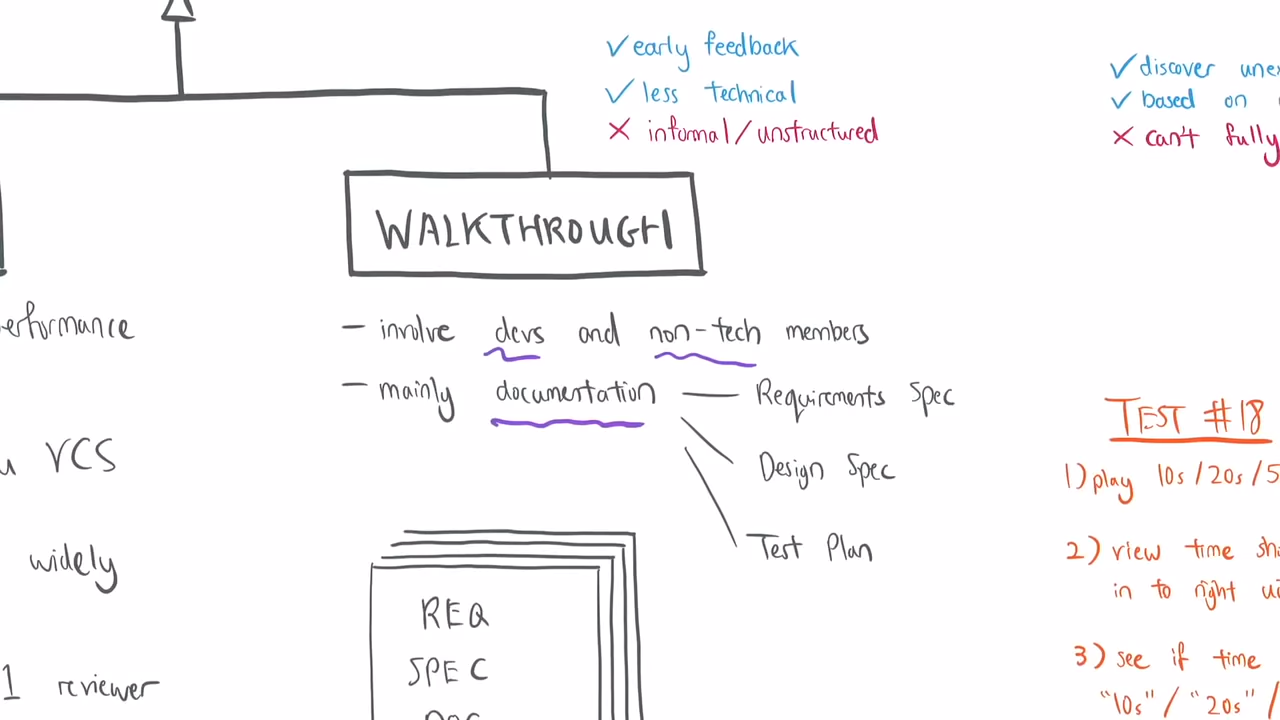 ✓ early feedback
✓ less technical
✗ informal/unstructured
✓ discover
✓ based on
✗ can't fully
WALKTHROUGH
– involve devs and non-tech members
– mainly documentation — Requirements Spec
Design Spec
Test Plan
REQ
SPEC
VCS
widely
1 reviewer
TEST #18
1) play 10s/20s/5
2) view time
in to right
3) see if time
"10s"/"20s"/